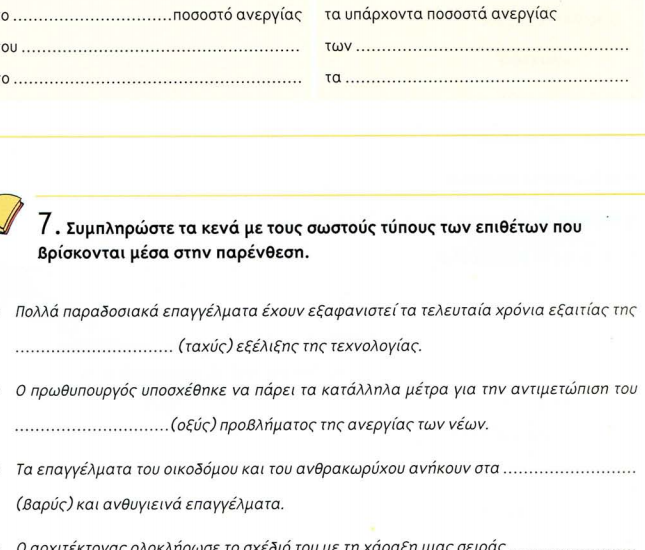 ο ..............................ποσοστό ανεργίας τα υπάρχοντα ποσοστά ανεργίας
ου .................................................... των ....................................................
ο ...................................................... τα ......................................................
7. Συμπληρώστε τα κενά με τους σωστούς τύπους των επιθέτων που
βρίσκονται μέσα στην παρένθεση.
Πολλά παραδοσιακά επαγγέλματα έχουν εξαφανιστεί τα τελευταία χρόνια εξαιτίας της
.............................. (ταχύς) εξέλιξης της τεχνολογίας.
Ο πρωθυπουργός υποσχέθηκε να πάρει τα κατάλληλα μέτρα για την αντιμετώπιση του
.............................(οξύς) προβλήματος της ανεργίας των νέων.
Τα επαγγέλματα του οικοδόμου και του ανθρακωρύχου ανήκουν στα .........................
(βαρύς) και ανθυγιεινά επαγγέλματα.
Ο αρχιτέκτονας ολοκλήρωσε το σχέδιό του με τη χάραξη μιας σειράς ........................